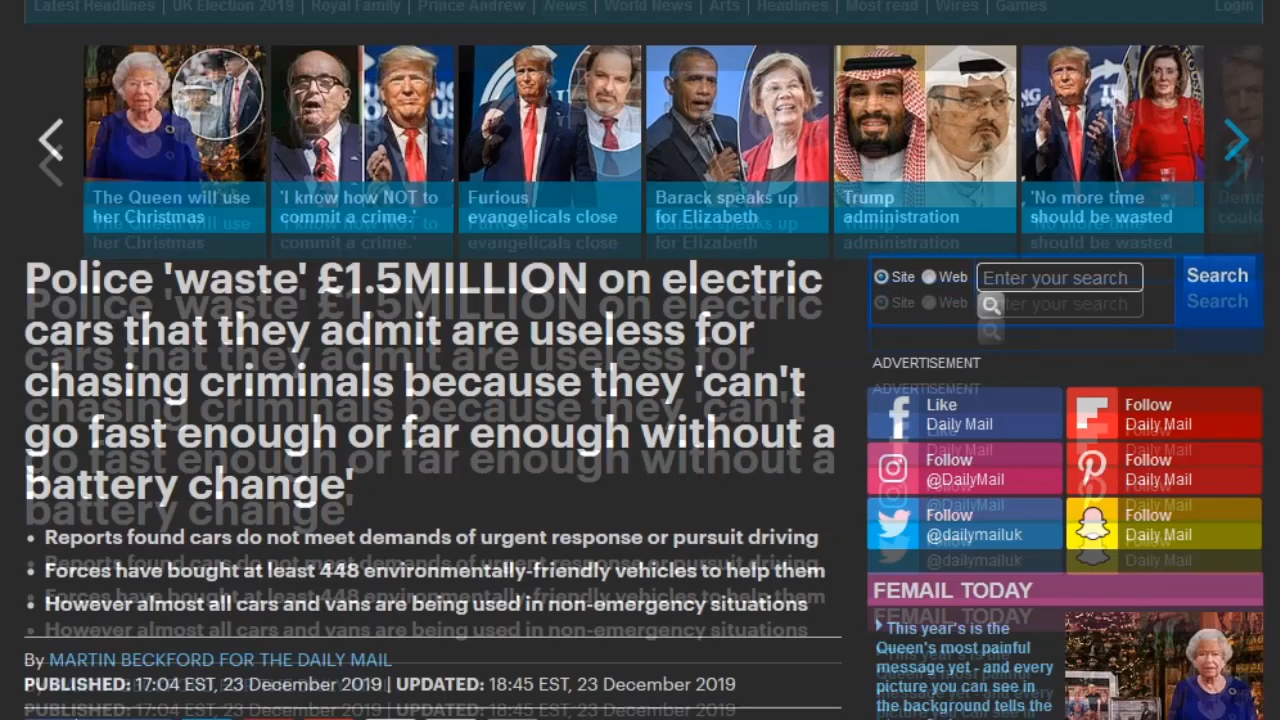 Latest Headlines | UK Election 2019 | Royal Family | Prince Andrew | News | World News | Arts | Headlines | Most read | Wires | Games
Login
The Queen will use
her Christmas
'I know how NOT to
commit a crime.'
Furious
evangelicals close
Barack speaks up
for Elizabeth
Trump
administration
'No more time
should be wasted
Police 'waste' £1.5MILLION on electric
cars that they admit are useless for
chasing criminals because they 'can't
go fast enough or far enough without a
battery change'
• Reports found cars do not meet demands of urgent response or pursuit driving
• Forces have bought at least 448 environmentally-friendly vehicles to help them
• However almost all cars and vans are being used in non-emergency situations
By MARTIN BECKFORD FOR THE DAILY MAIL
PUBLISHED: 17:04 EST, 23 December 2019 | UPDATED: 18:45 EST, 23 December 2019
Site Web Enter your search Search
ADVERTISEMENT
Like
Daily Mail
Follow
Daily Mail
Follow
@DailyMail
Follow
Daily Mail
Follow
@dailymailuk
Follow
Daily Mail
FEMAIL TODAY
This year's is the
Queen's most painful
message yet - and every
picture you can see in
the background tells the